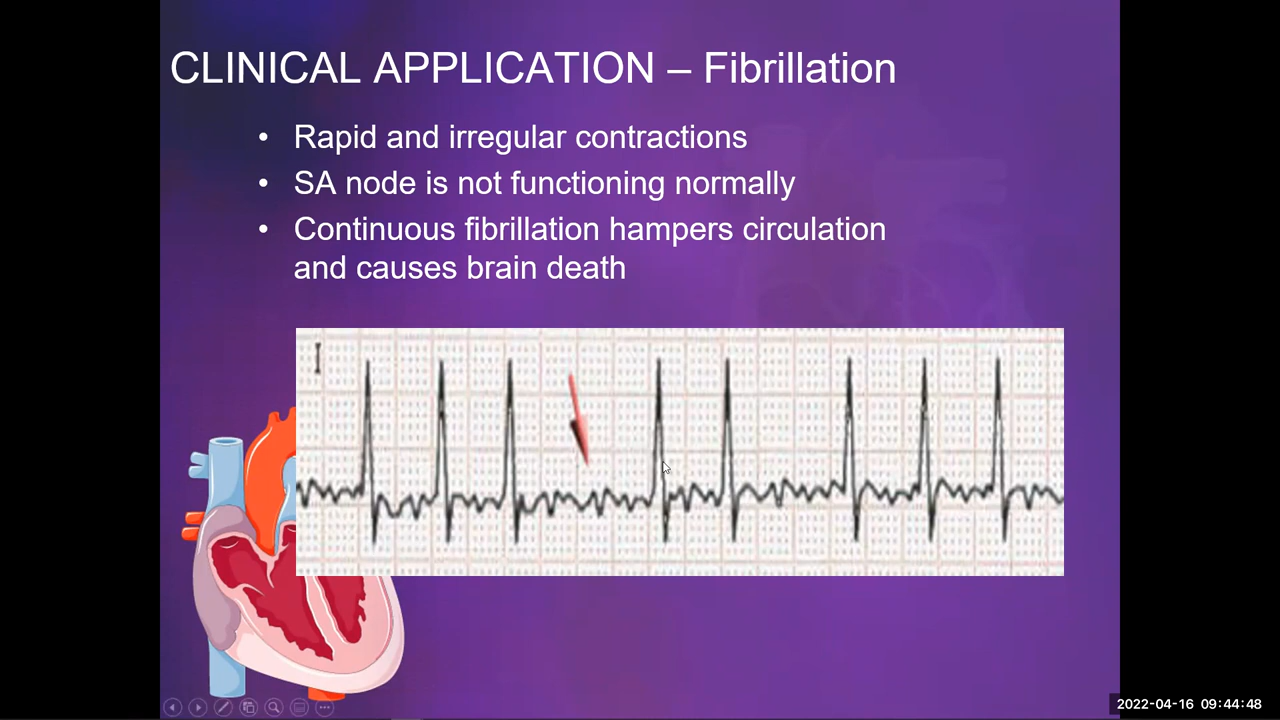 CLINICAL APPLICATION – Fibrillation
• Rapid and irregular contractions
• SA node is not functioning normally
• Continuous fibrillation hampers circulation
and causes brain death
I
2022-04-16 09:44:48